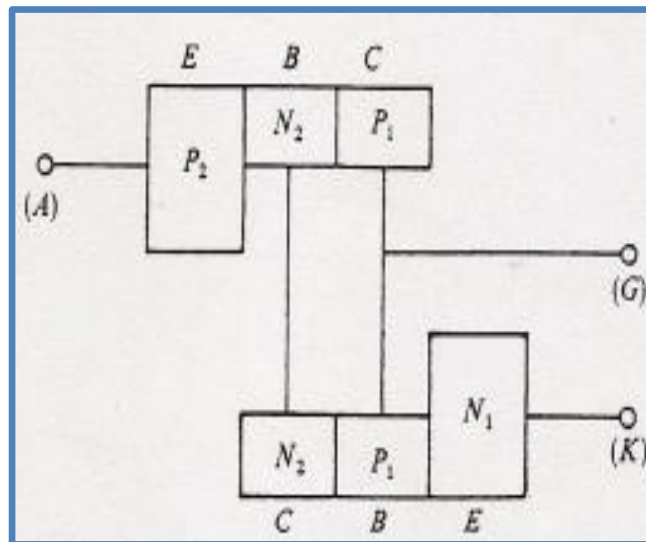 E B C
N₂ P₁
P₂
(A)
(G)
N₁
(K)
N₂ P₁
C B E